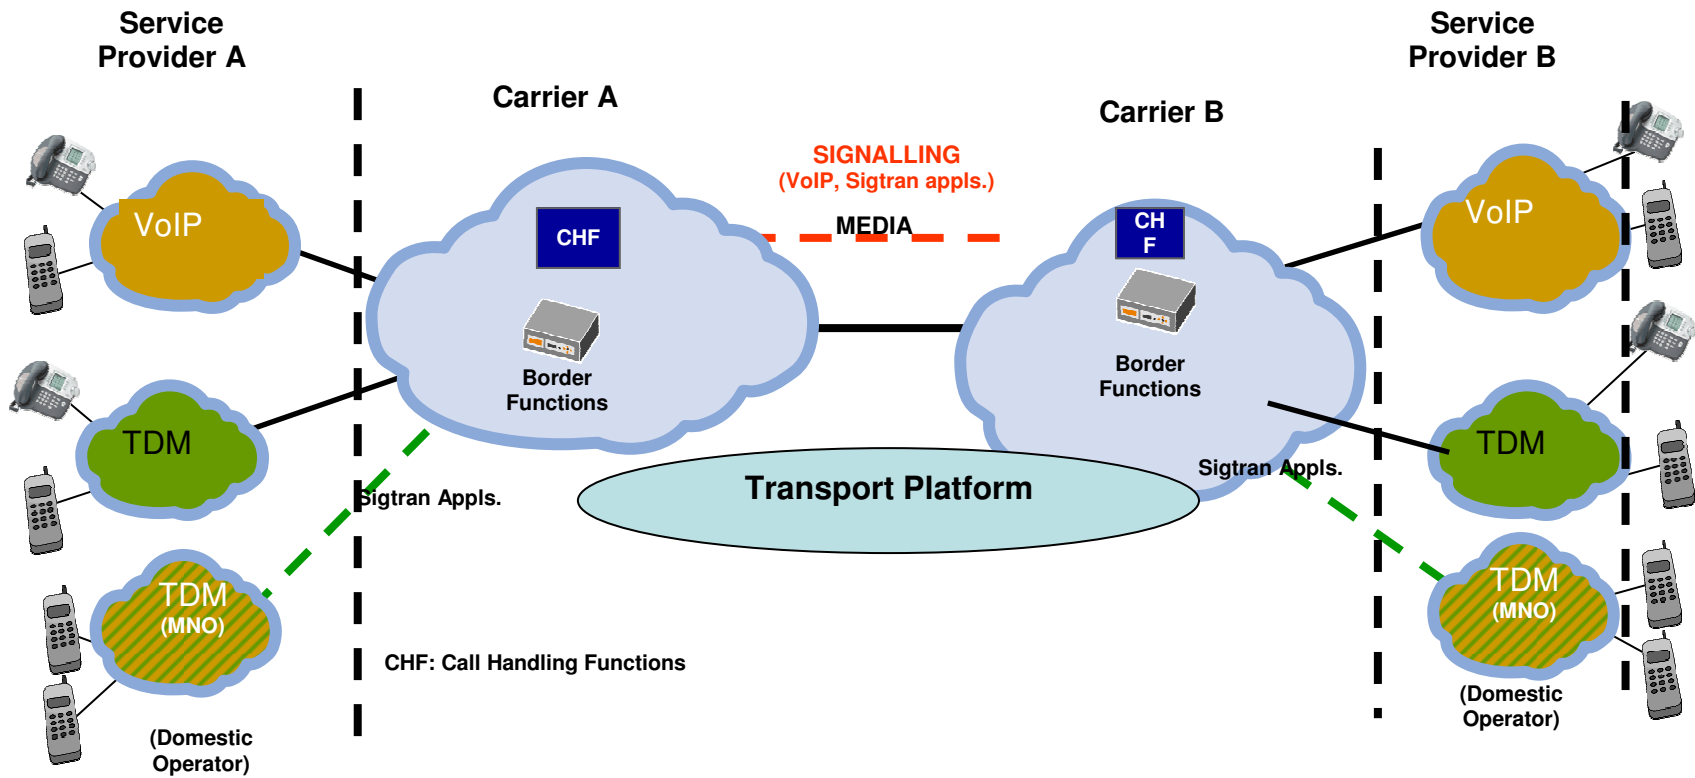 Service
Provider A
Service
Provider B
Carrier A
Carrier B
SIGNALLING
(VoIP, Sigtran appls.)
MEDIA
VoIP
CHF
CH
F
VoIP
Border
Functions
Border
Functions
TDM
TDM
Sigtran Appls.
Transport Platform
Sigtran Appls.
TDM
(MNO)
TDM
(MNO)
CHF: Call Handling Functions
(Domestic
Operator)
(Domestic
Operator)